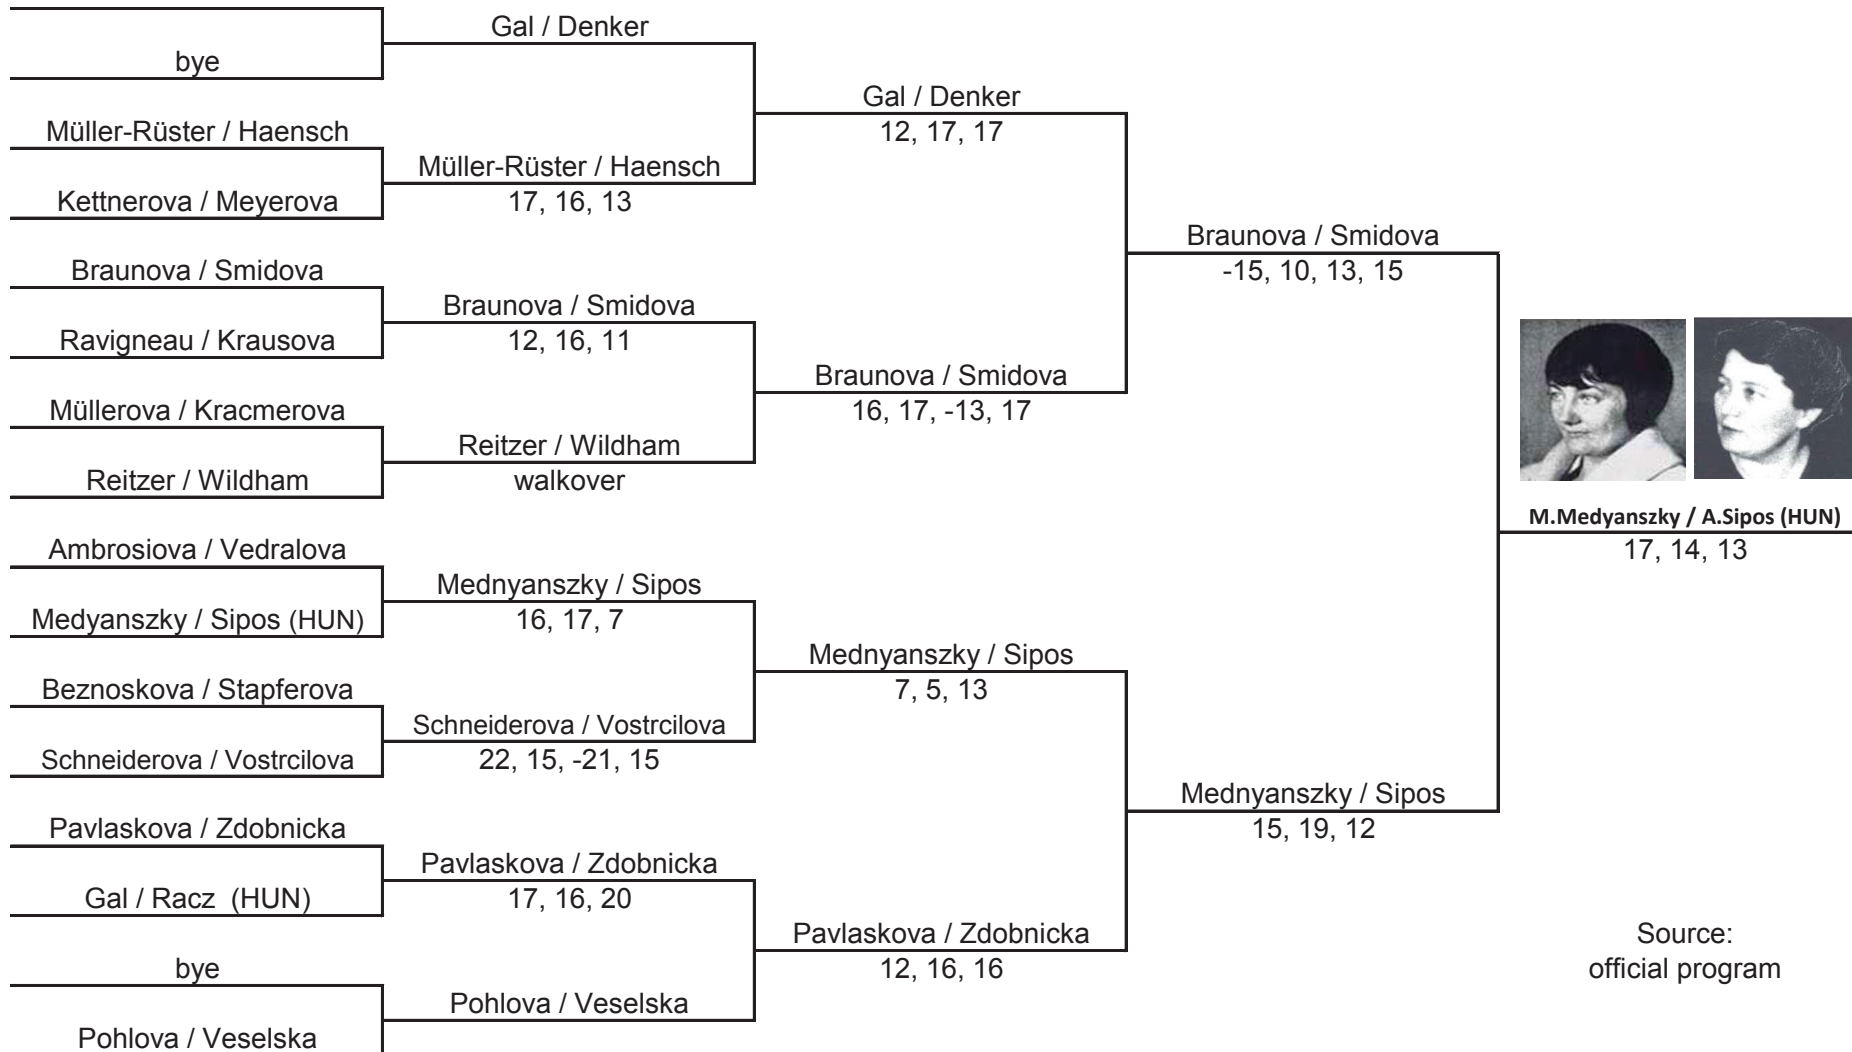 Gal / Denker
bye
Müller-Rüster / Haensch
Kettnerova / Meyerova
Müller-Rüster / Haensch
17, 16, 13
Gal / Denker
12, 17, 17
Braunova / Smidova
Ravigneau / Krausova
Braunova / Smidova
12, 16, 11
Müllerova / Kracmerova
Reitzer / Wildham
Reitzer / Wildham
walkover
Braunova / Smidova
16, 17, -13, 17
Braunova / Smidova
-15, 10, 13, 15
Ambrosiova / Vedralova
Medyanszky / Sipos (HUN)
Mednyanszky / Sipos
16, 17, 7
Beznoskova / Stapferova
Schneiderova / Vostrcilova
Schneiderova / Vostrcilova
22, 15, -21, 15
Mednyanszky / Sipos
7, 5, 13
Pavlaskova / Zdobnicka
Gal / Racz (HUN)
Pavlaskova / Zdobnicka
17, 16, 20
bye
Pohlova / Veselska
Pohlova / Veselska
Pavlaskova / Zdobnicka
12, 16, 16
Mednyanszky / Sipos
15, 19, 12
M.Medyanszky / A.Sipos (HUN)
17, 14, 13
Source:
official program